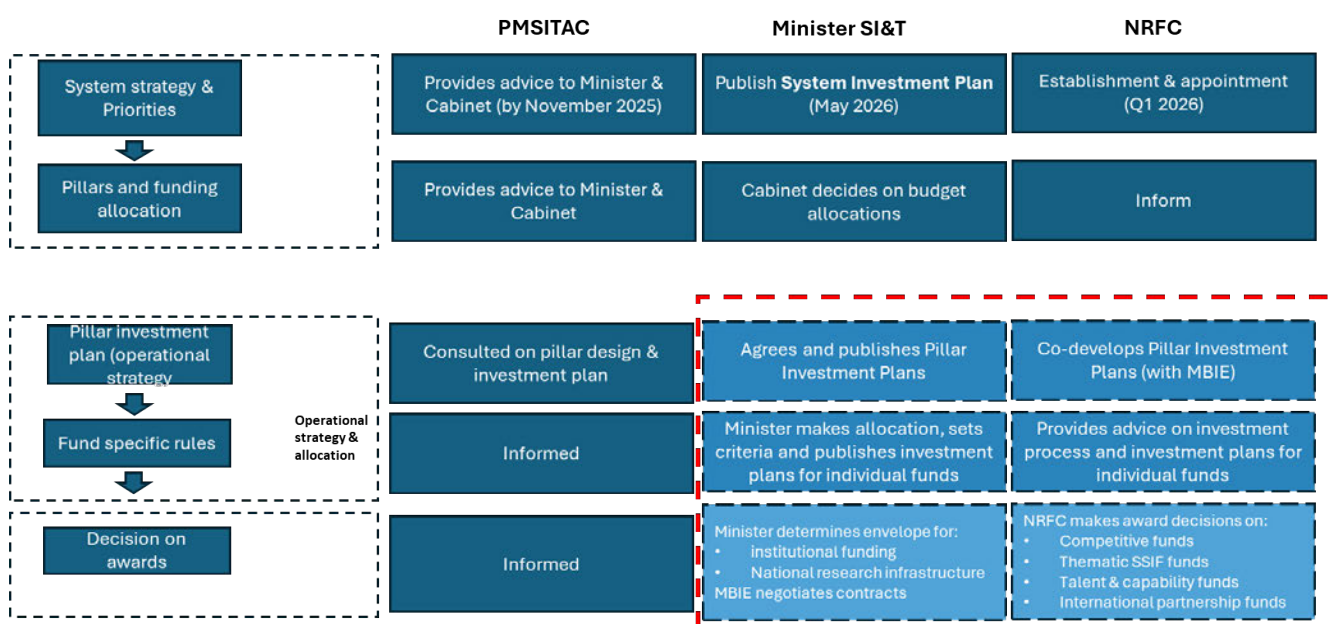 PMSITAC
Minister SI&T
NRFC
System strategy &
Priorities
Provides advice to Minister &
Cabinet (by November 2025)
Publish System Investment Plan
(May 2026)
Establishment & appointment
(Q1 2026)
Pillars and funding
allocation
Provides advice to Minister &
Cabinet
Cabinet decides on budget
allocations
Inform
Pillar investment
plan (operational
strategy
Consulted on pillar design &
investment plan
Agrees and publishes Pillar
Investment Plans
Co-develops Pillar Investment
Plans (with MBIE)
Operational
strategy &
allocation
Fund specific rules
Informed
Minister makes allocation, sets
criteria and publishes investment
plans for individual funds
Provides advice on investment
process and investment plans for
individual funds
Decision on
awards
Informed
Minister determines envelope for:
• institutional funding
• National research infrastructure
MBIE negotiates contracts
NRFC makes award decisions on:
• Competitive funds
• Thematic SSIF funds
• Talent & capability funds
• International partnership funds